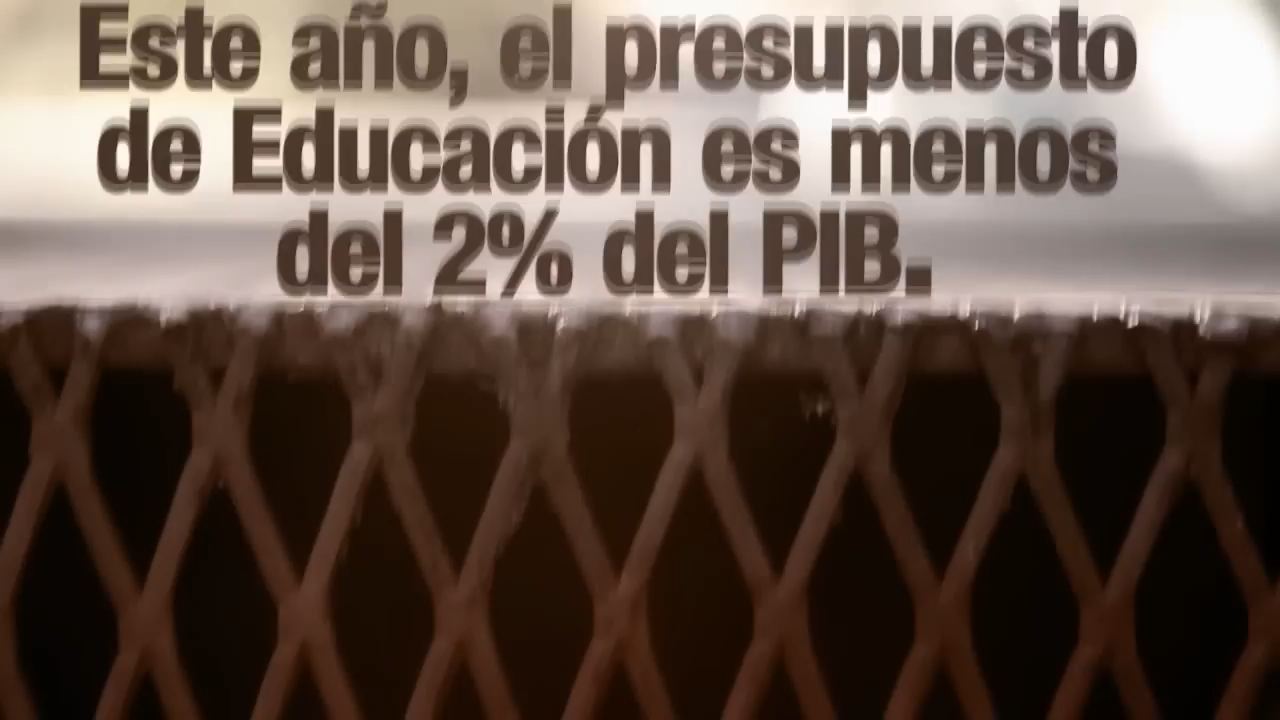 Este año, el presupuesto
de Educación es menos
del 2% del PIB.